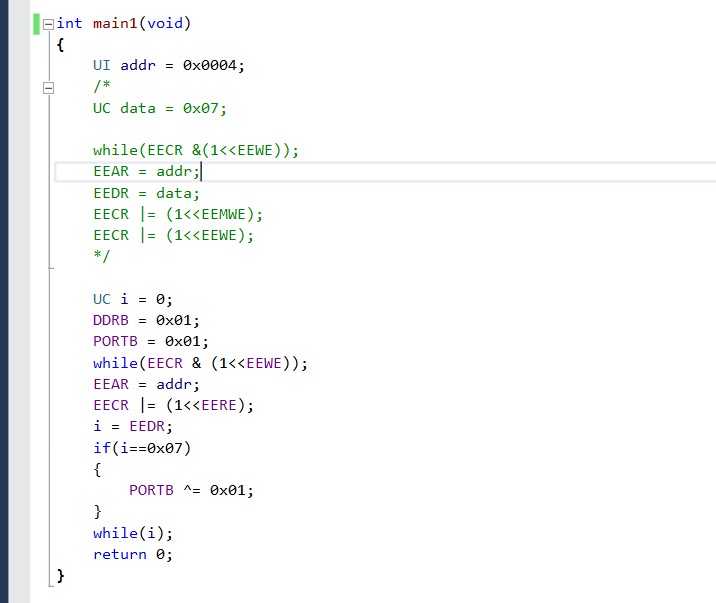 int main1(void)
{
    UI addr = 0x0004;
    /*
    UC data = 0x07;

    while(EECR &(1<<EEWE));
    EEAR = addr;
    EEDR = data;
    EECR |= (1<<EEMWE);
    EECR |= (1<<EEWE);
    */

    UC i = 0;
    DDRB = 0x01;
    PORTB = 0x01;
    while(EECR & (1<<EEWE));
    EEAR = addr;
    EECR |= (1<<EERE);
    i = EEDR;
    if(i==0x07)
    {
        PORTB ^= 0x01;
    }
    while(i);
    return 0;
}